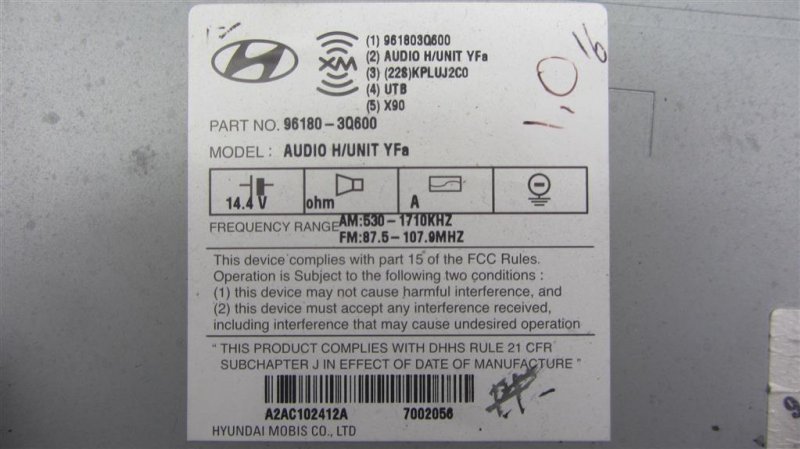 (1) 961803Q600
(2) AUDIO H/UNIT YFa
(3) (228)KPLUJ2C0
(4) UTB
(5) X90
XM
1.0 16
PART NO. 96180-3Q600
MODEL : AUDIO H/UNIT YFa
14.4 V ohm A
FREQUENCY RANGE AM:530-1710KHZ
FM:87.5-107.9MHZ
This device complies with part 15 of the FCC Rules.
Operation is Subject to the following two conditions :
(1) this device may not cause harmful interference, and
(2) this device must accept any interference received,
including interference that may cause undesired operation
" THIS PRODUCT COMPLIES WITH DHHS RULE 21 CFR
SUBCHAPTER J IN EFFECT OF DATE OF MANUFACTURE "
A2AC102412A 7002056
HYUNDAI MOBIS CO., LTD